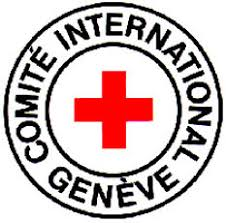 COMITÉ INTERNATIONAL
GENÈVE